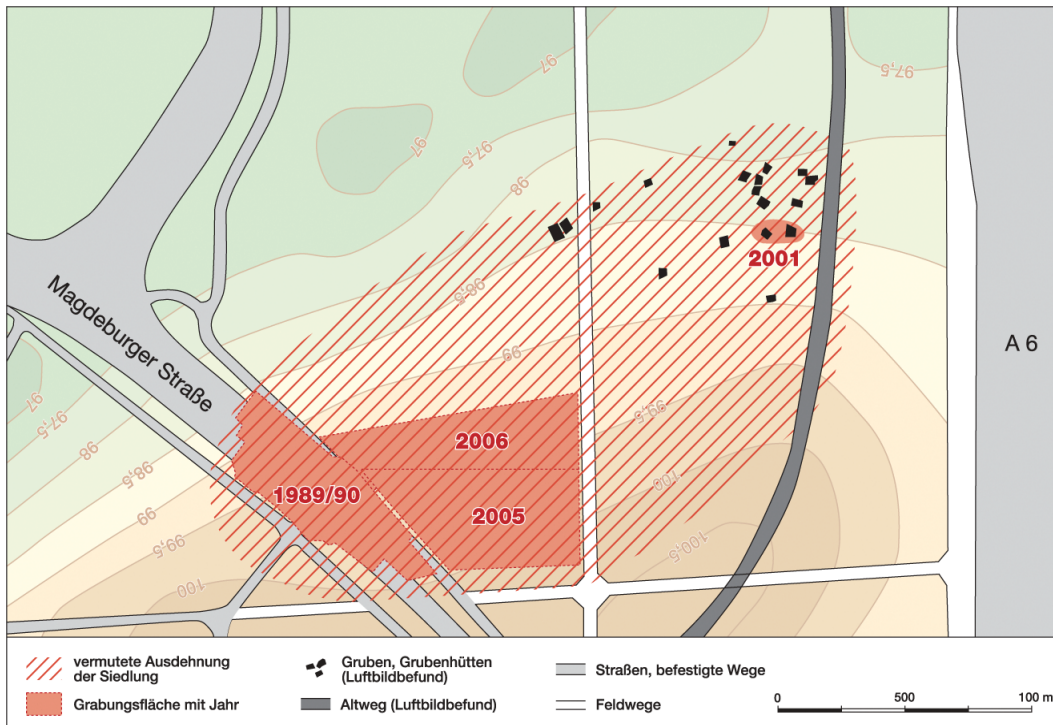 97
97,5
97
97,5
98
98,5
2001
Magdeburger Straße
A 6
99
97
99,5
97,5
98
2006
98,5
100
1989/90
99
2005
99,5
100,5
100
vermutete Ausdehnung
der Siedlung
Grabungsfläche mit Jahr
Gruben, Grubenhütten
(Luftbildbefund)
Altweg (Luftbildbefund)
Straßen, befestigte Wege
Feldwege
0 500 100 m